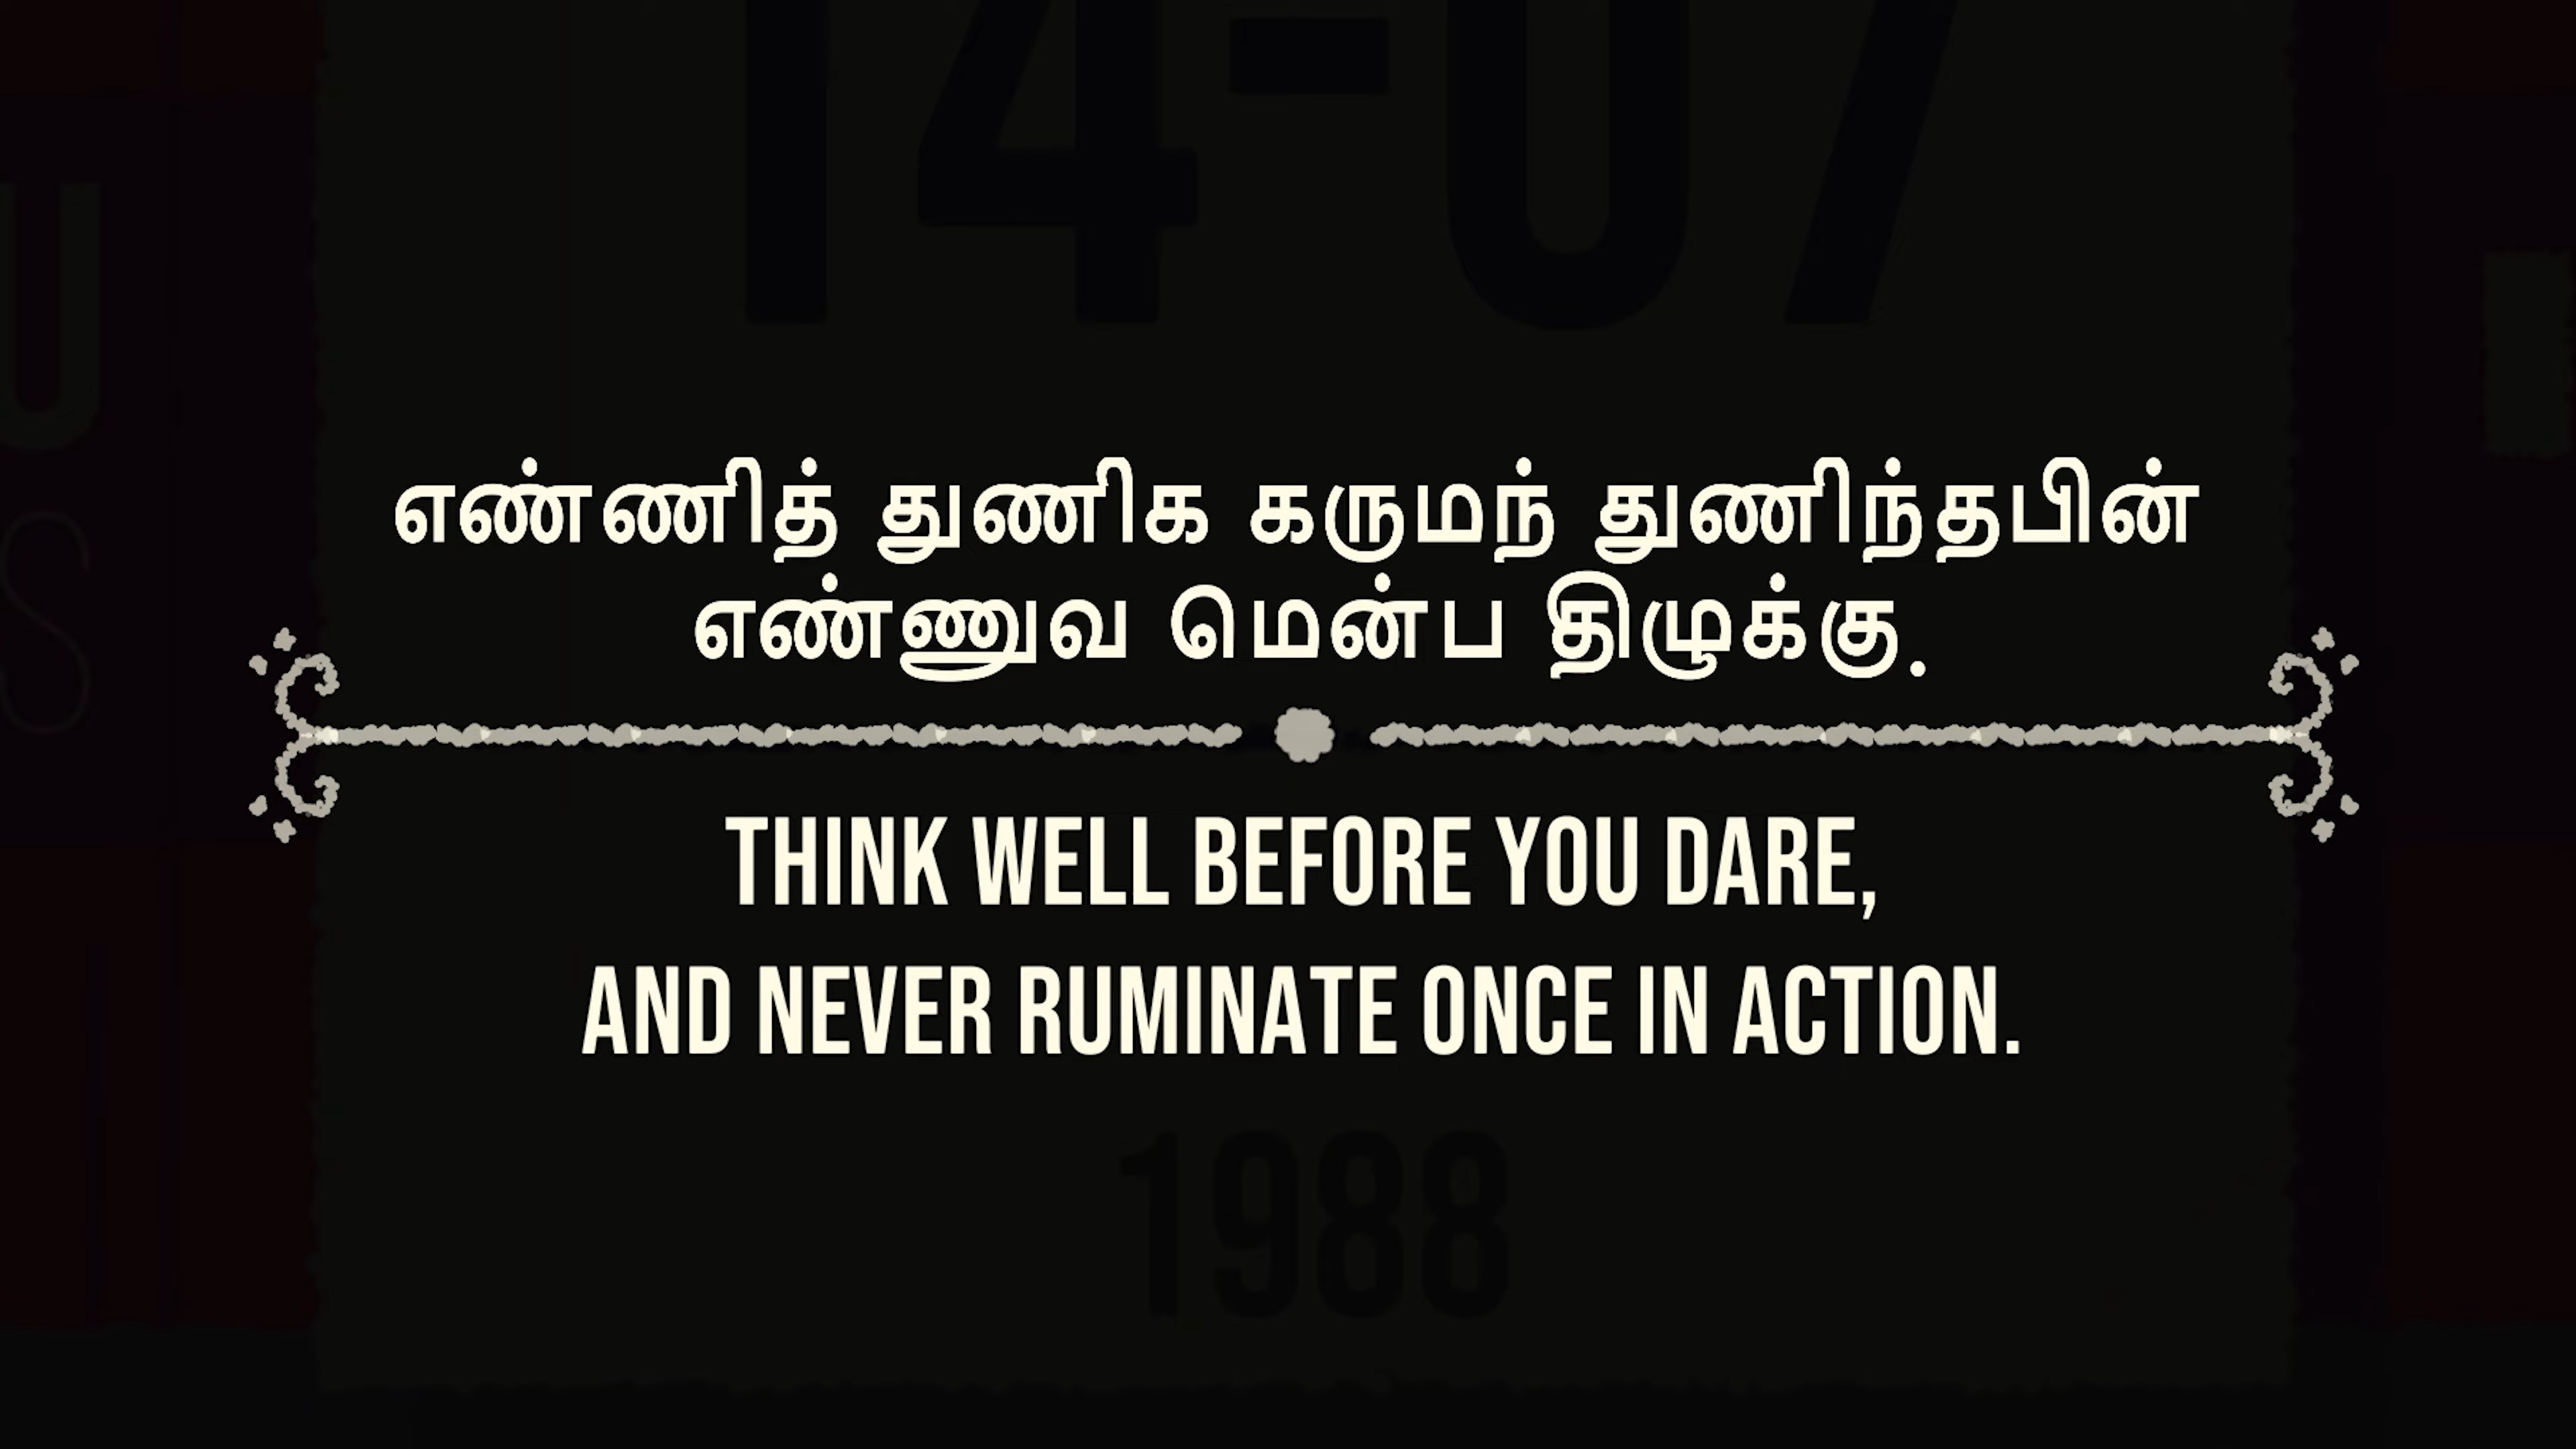 14-07
எண்ணித் துணிக கருமந் துணிந்தபின்
எண்ணுவ மென்ப திழுக்கு.
THINK WELL BEFORE YOU DARE,
AND NEVER RUMINATE ONCE IN ACTION.
1988